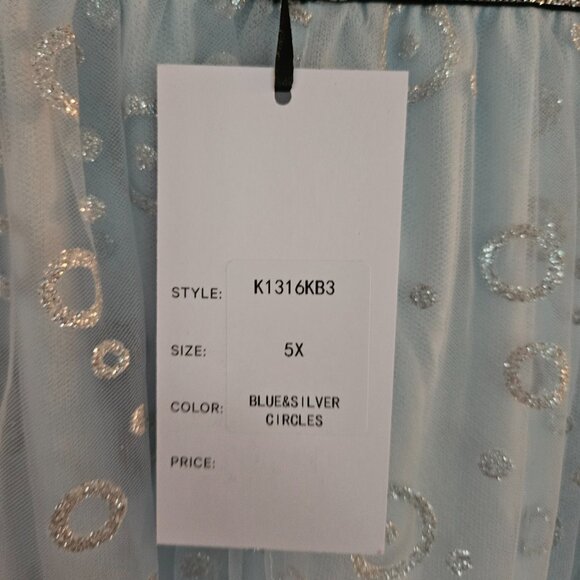 STYLE: K1316KB3
SIZE: 5X
COLOR: BLUE&SILVER
CIRCLES
PRICE: